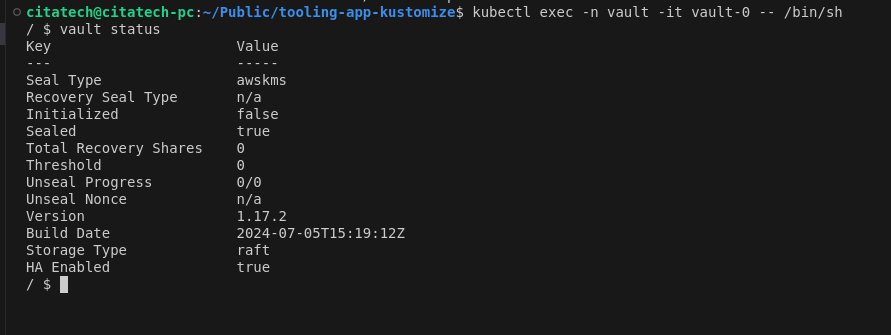 citatech@citatech-pc:~/Public/tooling-app-kustomize$ kubectl exec -n vault -it vault-0 -- /bin/sh
/ $ vault status
Key                      Value
---                      -----
Seal Type                awskms
Recovery Seal Type       n/a
Initialized              false
Sealed                   true
Total Recovery Shares    0
Threshold                0
Unseal Progress          0/0
Unseal Nonce             n/a
Version                  1.17.2
Build Date               2024-07-05T15:19:12Z
Storage Type             raft
HA Enabled               true
/ $